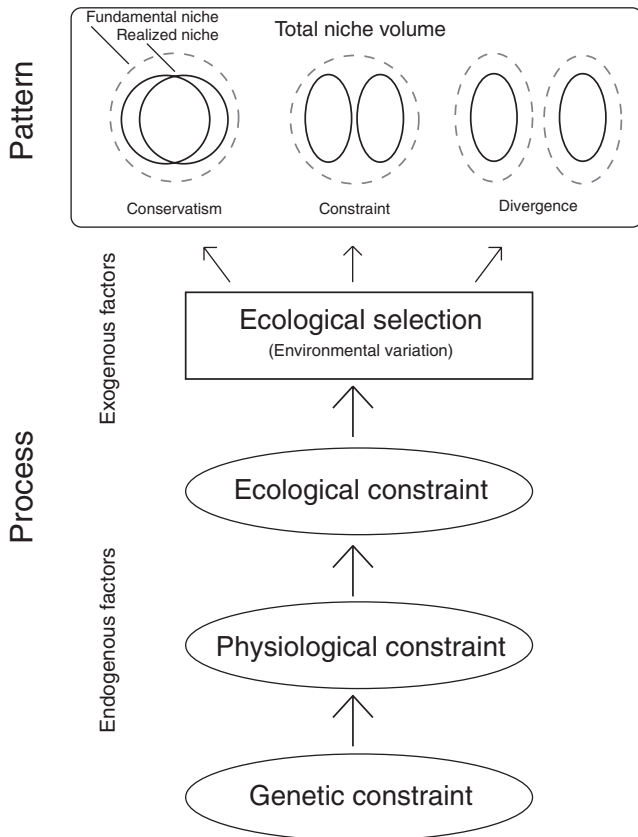 Fundamental niche
Realized niche
Total niche volume
Conservatism
Constraint
Divergence
Pattern
Ecological selection
(Environmental variation)
Exogenous factors
Process
Ecological constraint
Endogenous factors
Physiological constraint
Genetic constraint